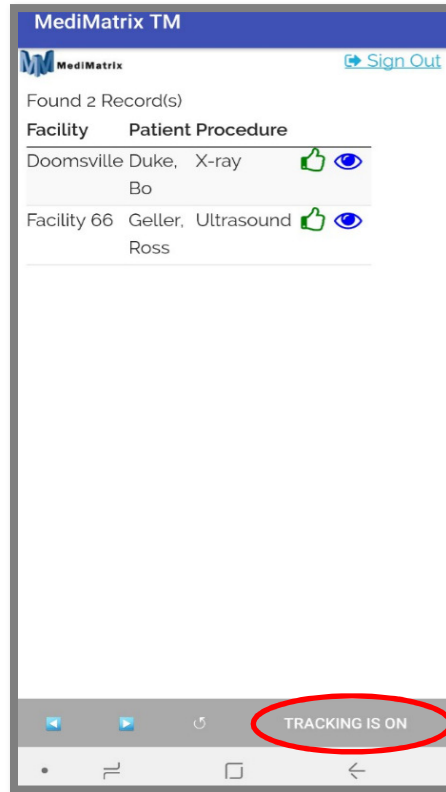 MediMatrix TM
MediMatrix
Sign Out
Found 2 Record(s)
Facility Patient Procedure
Doomsville Duke, X-ray
Bo
Facility 66 Geller, Ultrasound
Ross
TRACKING IS ON